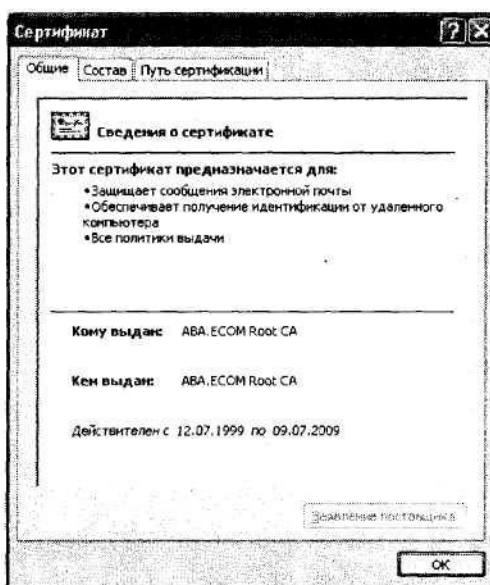 Сертификат
Общие Состав Путь сертификации
Сведения о сертификате
Этот сертификат предназначается для:
•Защищает сообщения электронной почты
•Обеспечивает получение идентификации от удаленного
компьютера
•Все политики выдачи
Кому выдан: ABA.ECOM Root CA
Кем выдан: ABA.ECOM Root CA
Действителен с 12.07.1999 по 09.07.2009
Заявление поставщика
OK